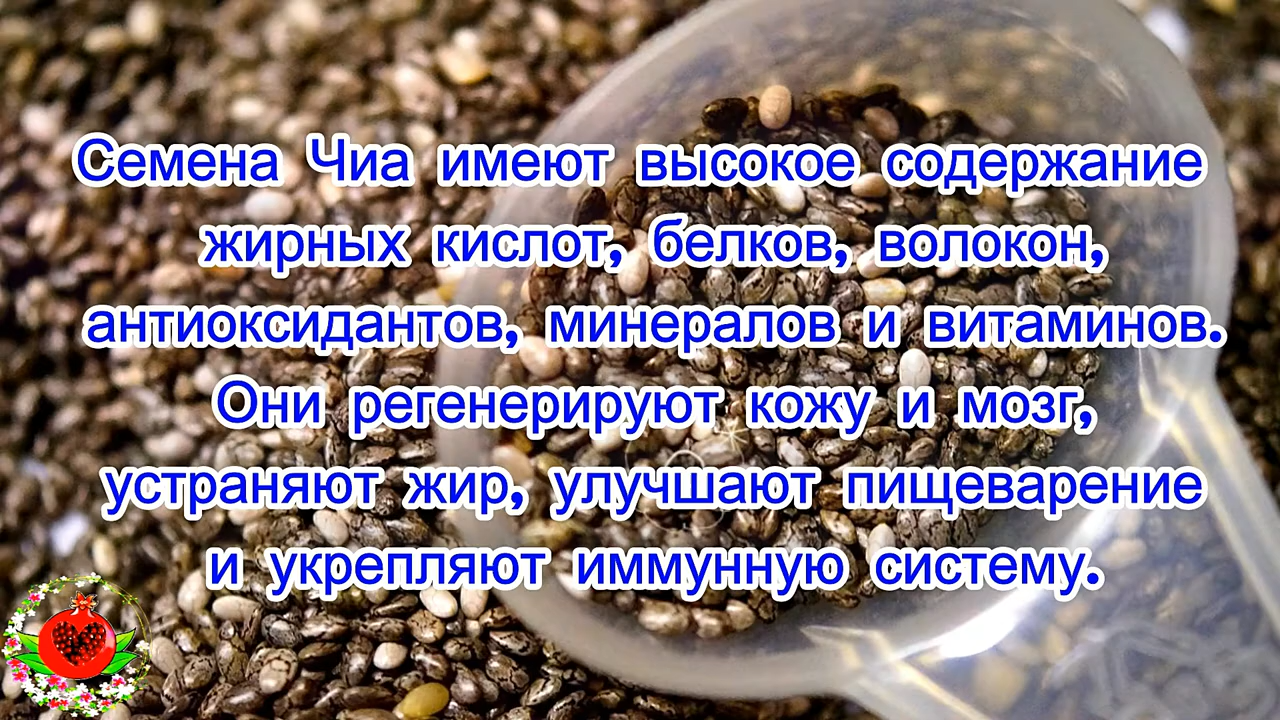 Семена Чиа имеют высокое содержание
жирных кислот, белков, волокон,
антиоксидантов, минералов и витаминов.
Они регенерируют кожу и мозг,
устраняют жир, улучшают пищеварение
и укрепляют иммунную систему.